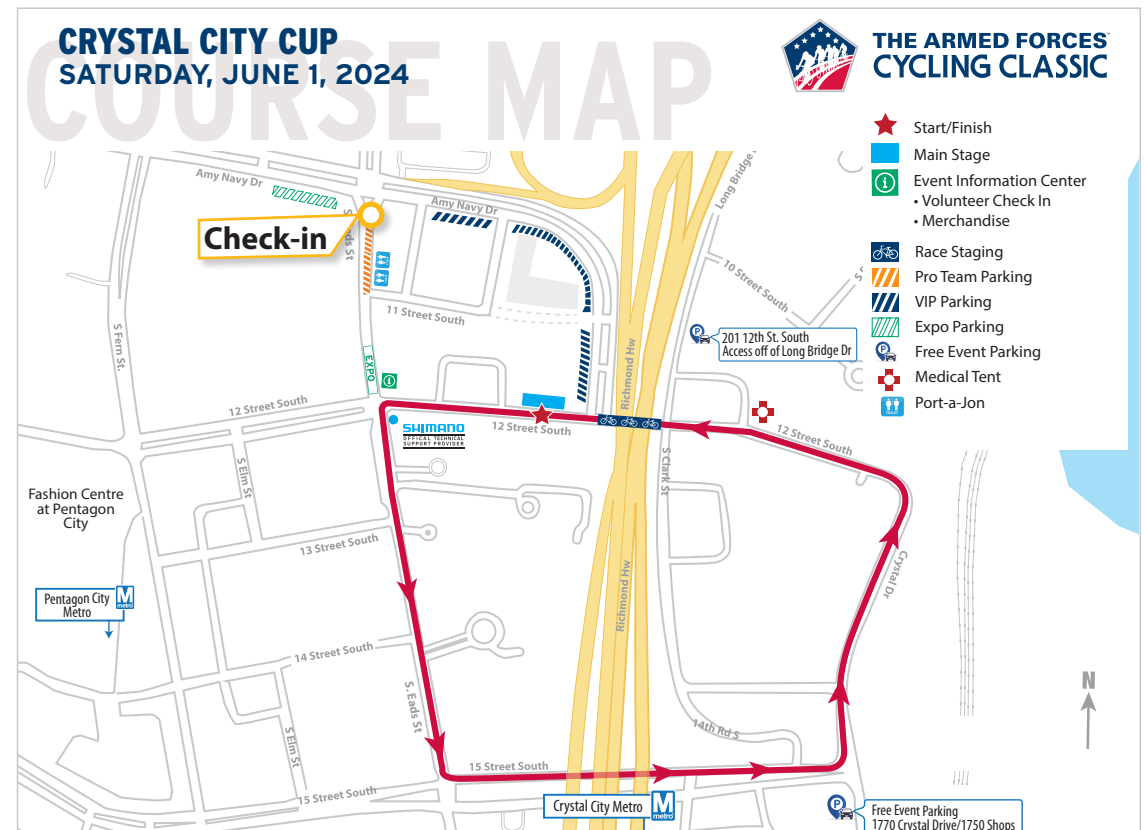 COURSE MAP
CRYSTAL CITY CUP
SATURDAY, JUNE 1, 2024
THE ARMED FORCES
CYCLING CLASSIC
Start/Finish
Main Stage
Event Information Center
• Volunteer Check In
• Merchandise
Race Staging
Pro Team Parking
VIP Parking
Expo Parking
Free Event Parking
Medical Tent
Port-a-Jon
Amy Navy Dr
Amy Navy Dr
Long Bridge
Check-in
S
ds St
10 Street South
S
11 Street South
S Fern St.
Richmond Hw
P
201 12th St. South
Access off of Long Bridge Dr
EXPO
i
12 Street South
12 Street South
12 Street South
SHIMANO
OFFICAL TECHNICAL
SUPPORT PROVIDER
S Elm St
S Clark St
Fashion Centre
at Pentagon
City
13 Street South
Crystal Dr
Richmond Hw
Pentagon City
Metro
M
metro
14 Street South
S. Eads St
N
14th Rd S
S Elm St
15 Street South
15 Street South
Crystal City Metro
M
metro
P
Free Event Parking
1770 Crystal Drive/1750 Shops